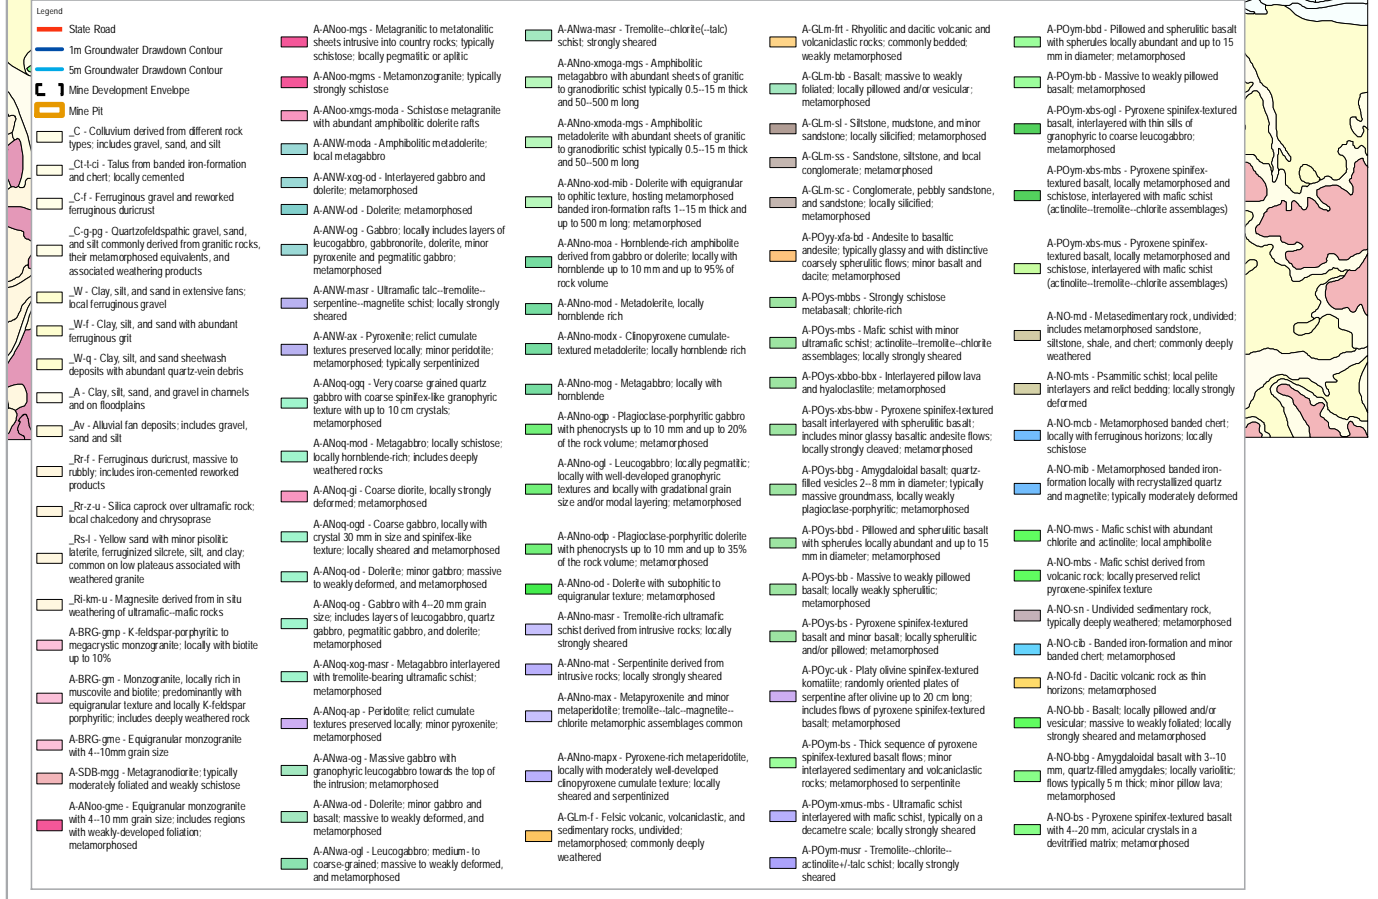 Legend
State Road
1m Groundwater Drawdown Contour
5m Groundwater Drawdown Contour
Mine Development Envelope
Mine Pit
_C - Colluvium derived from different rock
types; includes gravel, sand, and silt
_Ct-t-ci - Talus from banded iron-formation
and chert; locally cemented
_C-f - Ferruginous gravel and reworked
ferruginous duricrust
_C-g-pg - Quartzofeldspathic gravel, sand,
and silt commonly derived from granitic rocks,
their metamorphosed equivalents, and
associated weathering products
_W - Clay, silt, and sand in extensive fans;
local ferruginous gravel
_W-f - Clay, silt, and sand with abundant
ferruginous grit
_W-q - Clay, silt, and sand sheetwash
deposits with abundant quartz-vein debris
_A - Clay, silt, sand, and gravel in channels
and on floodplains
_Av - Alluvial fan deposits; includes gravel,
sand and silt
_Rr-f - Ferruginous duricrust, massive to
rubbly; includes iron-cemented reworked
products
_Rr-z-u - Silica caprock over ultramafic rock;
local chalcedony and chrysoprase
_Rs-l - Yellow sand with minor pisolitic
laterite, ferruginized silcrete, silt, and clay;
common on low plateaus associated with
weathered granite
_Ri-km-u - Magnesite derived from in situ
weathering of ultramafic--mafic rocks
A-BRG-gmp - K-feldspar-porphyritic to
megacrystic monzogranite; locally with biotite
up to 10%
A-BRG-gm - Monzogranite, locally rich in
muscovite and biotite; predominantly with
equigranular texture and locally K-feldspar
porphyritic; includes deeply weathered rock
A-BRG-gme - Equigranular monzogranite
with 4--10mm grain size
A-SDB-mgg - Metagranodiorite; typically
moderately foliated and weakly schistose
A-ANoo-gme - Equigranular monzogranite
with 4--10 mm grain size; includes regions
with weakly-developed foliation;
metamorphosed
A-ANoo-mgs - Metagranitic to metatonalitic
sheets intrusive into country rocks; typically
schistose; locally pegmatitic or aplitic
A-ANoo-mgms - Metamonzogranite; typically
strongly schistose
A-ANoo-xmgs-moda - Schistose metagranite
with abundant amphibolitic dolerite rafts
A-ANW-moda - Amphibolitic metadolerite;
local metagabbro
A-ANW-xog-od - Interlayered gabbro and
dolerite; metamorphosed
A-ANW-od - Dolerite; metamorphosed
A-ANW-og - Gabbro; locally includes layers of
leucogabbro, gabbronorite, dolerite, minor
pyroxenite and pegmatitic gabbro;
metamorphosed
A-ANW-masr - Ultramafic talc--tremolite--
serpentine--magnetite schist; locally strongly
sheared
A-ANW-ax - Pyroxenite; relict cumulate
textures preserved locally; minor peridotite;
metamorphosed; typically serpentinized
A-ANoq-ogq - Very coarse grained quartz
gabbro with coarse spinifex-like granophyric
texture with up to 10 cm crystals;
metamorphosed
A-ANoq-mod - Metagabbro; locally schistose;
locally hornblende-rich; includes deeply
weathered rocks
A-ANoq-gi - Coarse diorite, locally strongly
deformed; metamorphosed
A-ANoq-ogd - Coarse gabbro, locally with
crystal 30 mm in size and spinifex-like
texture; locally sheared and metamorphosed
A-ANoq-od - Dolerite; minor gabbro; massive
to weakly deformed, and metamorphosed
A-ANoq-og - Gabbro with 4--20 mm grain
size; includes layers of leucogabbro, quartz
gabbro, pegmatitic gabbro, and dolerite;
metamorphosed
A-ANoq-xog-masr - Metagabbro interlayered
with tremolite-bearing ultramafic schist;
metamorphosed
A-ANoq-ap - Peridotite; relict cumulate
textures preserved locally; minor pyroxenite;
metamorphosed
A-ANwa-og - Massive gabbro with
granophyric leucogabbro towards the top of
the intrusion; metamorphosed
A-ANwa-od - Dolerite; minor gabbro and
basalt; massive to weakly deformed, and
metamorphosed
A-ANwa-ogl - Leucogabbro; medium- to
coarse-grained; massive to weakly deformed,
and metamorphosed
A-ANwa-masr - Tremolite--chlorite(--talc)
schist; strongly sheared
A-ANno-xmoga-mgs - Amphibolitic
metagabbro with abundant sheets of granitic
to granodioritic schist typically 0.5--15 m thick
and 50--500 m long
A-ANno-xmoda-mgs - Amphibolitic
metadolerite with abundant sheets of granitic
to granodioritic schist typically 0.5--15 m thick
and 50--500 m long
A-ANno-xod-mib - Dolerite with equigranular
to ophitic texture, hosting metamorphosed
banded iron-formation rafts 1--15 m thick and
up to 500 m long; metamorphosed
A-ANno-moa - Hornblende-rich amphibolite
derived from gabbro or dolerite; locally with
hornblende up to 10 mm and up to 95% of
rock volume
A-ANno-mod - Metadolerite, locally
hornblende rich
A-ANno-modx - Clinopyroxene cumulate-
textured metadolerite; locally hornblende rich
A-ANno-mog - Metagabbro; locally with
hornblende
A-ANno-ogp - Plagioclase-porphyritic gabbro
with phenocrysts up to 10 mm and up to 20%
of the rock volume; metamorphosed
A-ANno-ogl - Leucogabbro; locally pegmatitic;
locally with well-developed granophyric
textures and locally with gradational grain
size and/or modal layering; metamorphosed
A-ANno-odp - Plagioclase-porphyritic dolerite
with phenocrysts up to 10 mm and up to 35%
of the rock volume; metamorphosed
A-ANno-od - Dolerite with subophitic to
equigranular texture; metamorphosed
A-ANno-masr - Tremolite-rich ultramafic
schist derived from intrusive rocks; locally
strongly sheared
A-ANno-mat - Serpentinite derived from
intrusive rocks; locally strongly sheared
A-ANno-max - Metapyroxenite and minor
metaperidotite; tremolite--talc--magnetite--
chlorite metamorphic assemblages common
A-ANno-mapx - Pyroxene-rich metaperidotite,
locally with moderately well-developed
clinopyroxene cumulate texture; locally
sheared and serpentinized
A-GLm-f - Felsic volcanic, volcaniclastic, and
sedimentary rocks, undivided;
metamorphosed; commonly deeply
weathered
A-GLm-frt - Rhyolitic and dacitic volcanic and
volcaniclastic rocks; commonly bedded;
weakly metamorphosed
A-GLm-bb - Basalt; massive to weakly
foliated; locally pillowed and/or vesicular;
metamorphosed
A-GLm-sl - Siltstone, mudstone, and minor
sandstone; locally silicified; metamorphosed
A-GLm-ss - Sandstone, siltstone, and local
conglomerate; metamorphosed
A-GLm-sc - Conglomerate, pebbly sandstone,
and sandstone; locally silicified;
metamorphosed
A-POyy-xfa-bd - Andesite to basaltic
andesite; typically glassy and with distinctive
coarsely spherulitic flows; minor basalt and
dacite; metamorphosed
A-POys-mbbs - Strongly schistose
metabasalt; chlorite-rich
A-POys-mbs - Mafic schist with minor
ultramafic schist; actinolite--tremolite--chlorite
assemblages; locally strongly sheared
A-POys-xbbo-bbx - Interlayered pillow lava
and hyaloclastite; metamorphosed
A-POys-xbs-bbw - Pyroxene spinifex-textured
basalt interlayered with spherulitic basalt;
includes minor glassy basaltic andesite flows;
locally strongly cleaved; metamorphosed
A-POys-bbg - Amygdaloidal basalt; quartz-
filled vesicles 2--8 mm in diameter; typically
massive groundmass, locally weakly
plagioclase-porphyritic; metamorphosed
A-POys-bbd - Pillowed and spherulitic basalt
with spherules locally abundant and up to 15
mm in diameter; metamorphosed
A-POys-bb - Massive to weakly pillowed
basalt; locally weakly spherulitic;
metamorphosed
A-POys-bs - Pyroxene spinifex-textured
basalt and minor basalt; locally spherulitic
and/or pillowed; metamorphosed
A-POyc-uk - Platy olivine spinifex-textured
komatiite; randomly oriented plates of
serpentine after olivine up to 20 cm long;
includes flows of pyroxene spinifex-textured
basalt; metamorphosed
A-POym-bs - Thick sequence of pyroxene
spinifex-textured basalt flows; minor
interlayered sedimentary and volcaniclastic
rocks; metamorphosed to serpentinite
A-POym-xmus-mbs - Ultramafic schist
interlayered with mafic schist, typically on a
decametre scale; locally strongly sheared
A-POym-musr - Tremolite--chlorite--
actinolite+/-talc schist; locally strongly
sheared
A-POym-bbd - Pillowed and spherulitic basalt
with spherules locally abundant and up to 15
mm in diameter; metamorphosed
A-POym-bb - Massive to weakly pillowed
basalt; metamorphosed
A-POym-xbs-ogl - Pyroxene spinifex-textured
basalt, interlayered with thin sills of
granophyric to coarse leucogabbro;
metamorphosed
A-POym-xbs-mbs - Pyroxene spinifex-
textured basalt, locally metamorphosed and
schistose, interlayered with mafic schist
(actinolite--tremolite--chlorite assemblages)
A-POym-xbs-mus - Pyroxene spinifex-
textured basalt, locally metamorphosed and
schistose, interlayered with mafic schist
(actinolite--tremolite--chlorite assemblages)
A-NO-md - Metasedimentary rock, undivided;
includes metamorphosed sandstone,
siltstone, shale, and chert; commonly deeply
weathered
A-NO-mts - Psammitic schist; local pelite
interlayers and relict bedding; locally strongly
deformed
A-NO-mcb - Metamorphosed banded chert;
locally with ferruginous horizons; locally
schistose
A-NO-mib - Metamorphosed banded iron-
formation locally with recrystallized quartz
and magnetite; typically moderately deformed
A-NO-mws - Mafic schist with abundant
chlorite and actinolite; local amphibolite
A-NO-mbs - Mafic schist derived from
volcanic rock; locally preserved relict
pyroxene-spinifex texture
A-NO-sn - Undivided sedimentary rock,
typically deeply weathered; metamorphosed
A-NO-cib - Banded iron-formation and minor
banded chert; metamorphosed
A-NO-fd - Dacitic volcanic rock as thin
horizons; metamorphosed
A-NO-bb - Basalt; locally pillowed and/or
vesicular; massive to weakly foliated; locally
strongly sheared and metamorphosed
A-NO-bbg - Amygdaloidal basalt with 3--10
mm, quartz-filled amygdales; locally variolitic;
flows typically 5 m thick; minor pillow lava;
metamorphosed
A-NO-bs - Pyroxene spinifex-textured basalt
with 4--20 mm, acicular crystals in a
devitrified matrix; metamorphosed